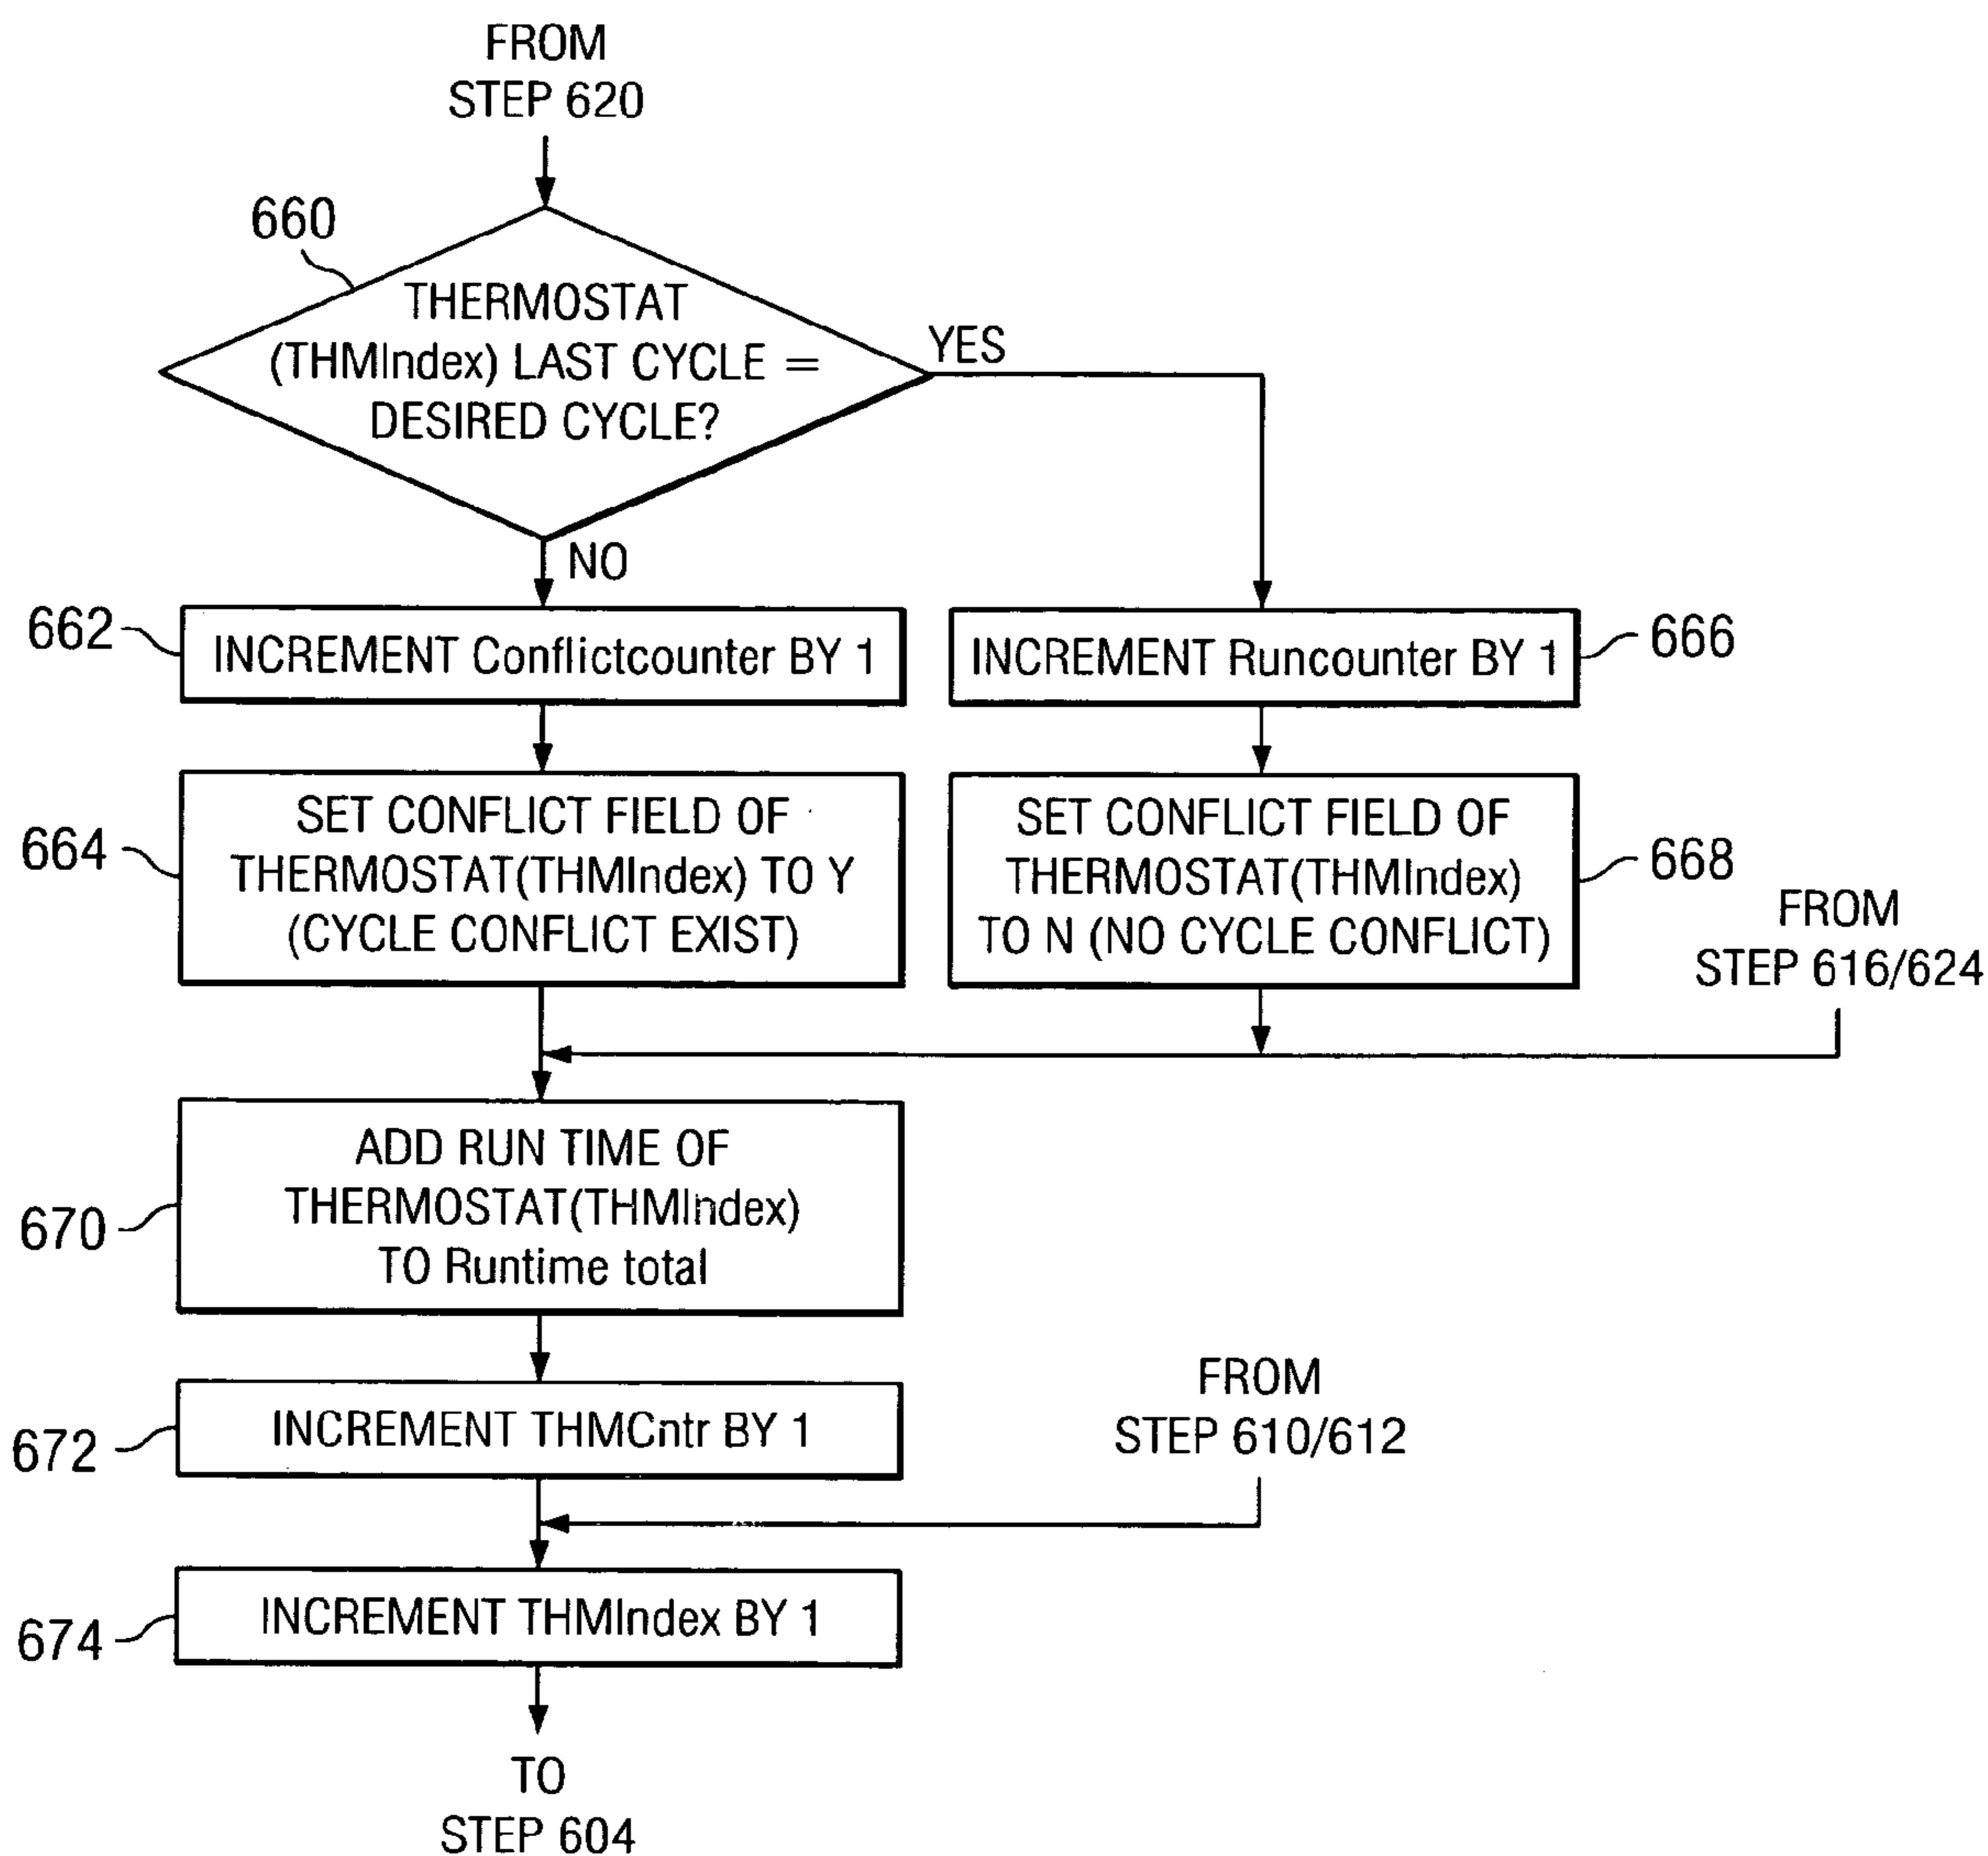 FROM
STEP 620
660
THERMOSTAT
(THMIndex) LAST CYCLE =
DESIRED CYCLE?
YES
NO
662
INCREMENT Conflictcounter BY 1
INCREMENT Runcounter BY 1
666
664
SET CONFLICT FIELD OF
THERMOSTAT(THMIndex) TO Y
(CYCLE CONFLICT EXIST)
SET CONFLICT FIELD OF
THERMOSTAT(THMIndex)
TO N (NO CYCLE CONFLICT)
668
FROM
STEP 616/624
670
ADD RUN TIME OF
THERMOSTAT(THMIndex)
TO Runtime total
672
INCREMENT THMCntr BY 1
FROM
STEP 610/612
674
INCREMENT THMIndex BY 1
TO
STEP 604